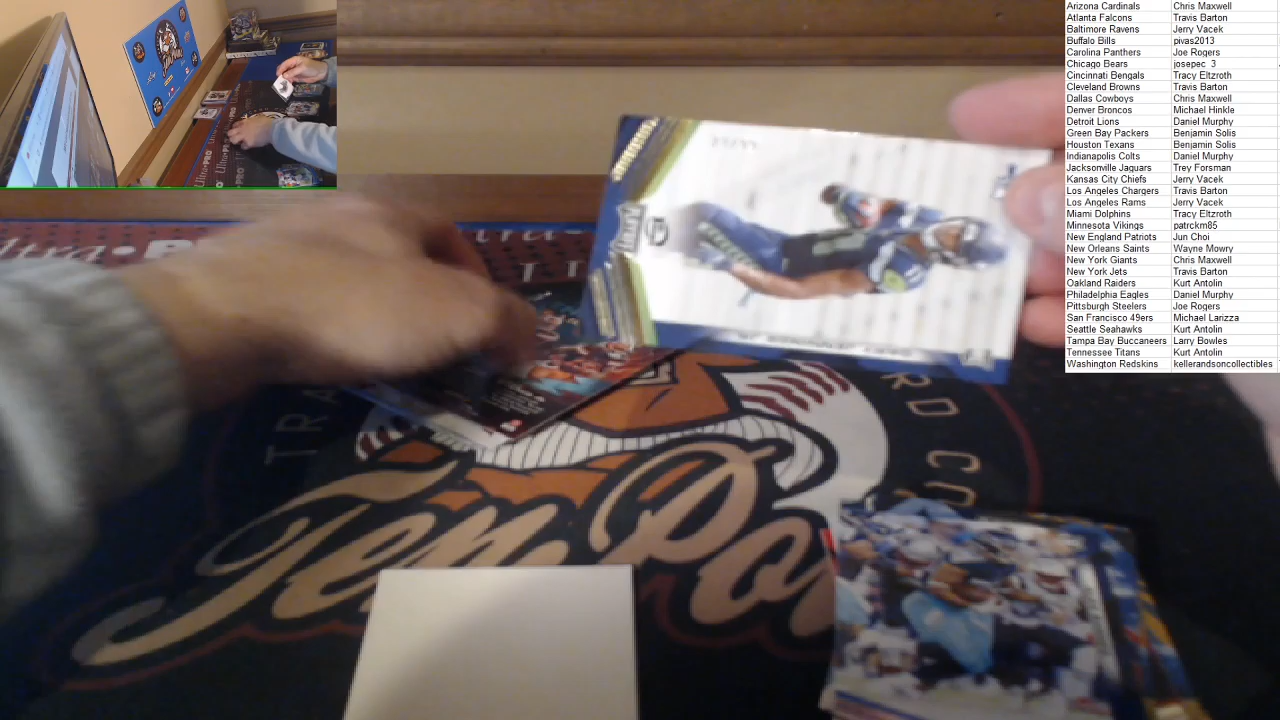 Arizona Cardinals Chris Maxwell
Atlanta Falcons Travis Barton
Baltimore Ravens Jerry Vacek
Buffalo Bills pivas2013
Carolina Panthers Joe Rogers
Chicago Bears josepec 3
Cincinnati Bengals Tracy Eltzroth
Cleveland Browns Travis Barton
Dallas Cowboys Chris Maxwell
Denver Broncos Michael Hinkle
Detroit Lions Daniel Murphy
Green Bay Packers Benjamin Solis
Houston Texans Benjamin Solis
Indianapolis Colts Daniel Murphy
Jacksonville Jaguars Trey Forsman
Kansas City Chiefs Jerry Vacek
Los Angeles Chargers Travis Barton
Los Angeles Rams Jerry Vacek
Miami Dolphins Tracy Eltzroth
Minnesota Vikings patrckm85
New England Patriots Jun Choi
New Orleans Saints Wayne Mowry
New York Giants Chris Maxwell
New York Jets Travis Barton
Oakland Raiders Kurt Antolin
Philadelphia Eagles Daniel Murphy
Pittsburgh Steelers Joe Rogers
San Francisco 49ers Michael Larizza
Seattle Seahawks Kurt Antolin
Tampa Bay Buccaneers Larry Bowles
Tennessee Titans Kurt Antolin
Washington Redskins kellerandsoncollectibles
TRA
RD C
Ten Po